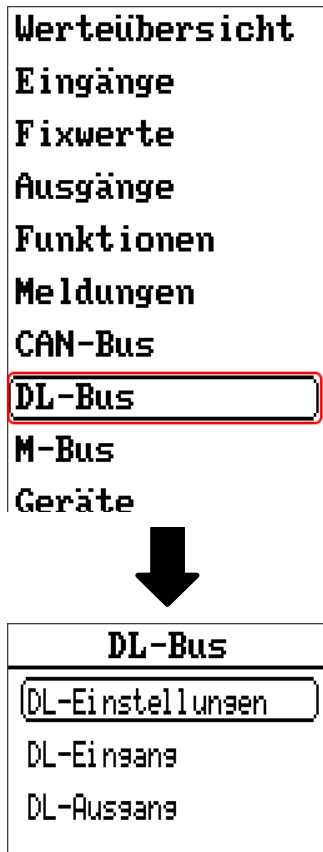 Werteübersicht
Eingänge
Fixwerte
Ausgänge
Funktionen
Meldungen
CAN-Bus
DL-Bus
M-Bus
Geräte
DL-Bus
DL-Einstellungen
DL-Eingang
DL-Ausgang